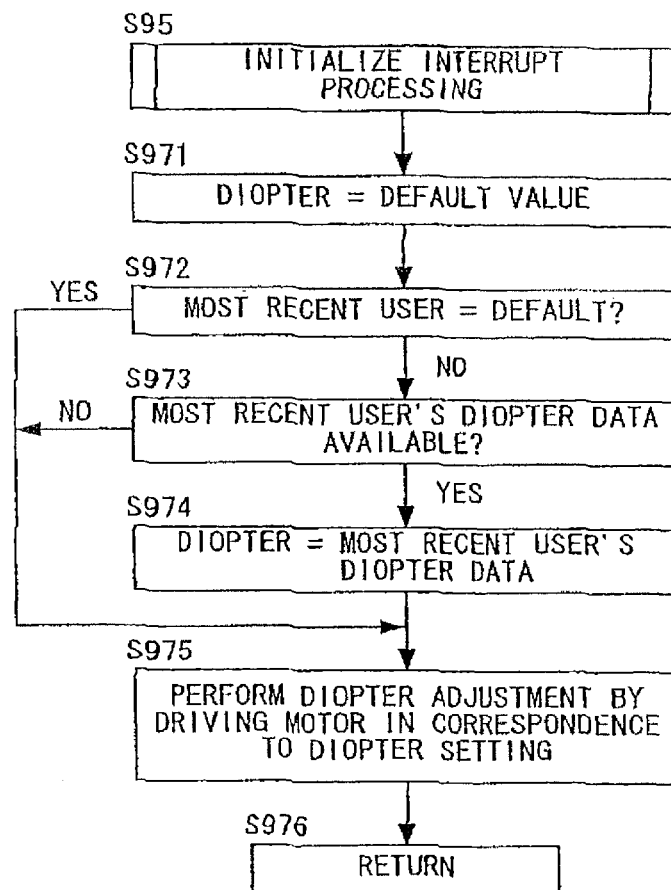 S95
INITIALIZE INTERRUPT
PROCESSING
S971
DIOPTER = DEFAULT VALUE
S972
YES
MOST RECENT USER = DEFAULT?
NO
S973
NO
MOST RECENT USER'S DIOPTER DATA
AVAILABLE?
YES
S974
DIOPTER = MOST RECENT USER'S
DIOPTER DATA
S975
PERFORM DIOPTER ADJUSTMENT BY
DRIVING MOTOR IN CORRESPONDENCE
TO DIOPTER SETTING
S976
RETURN